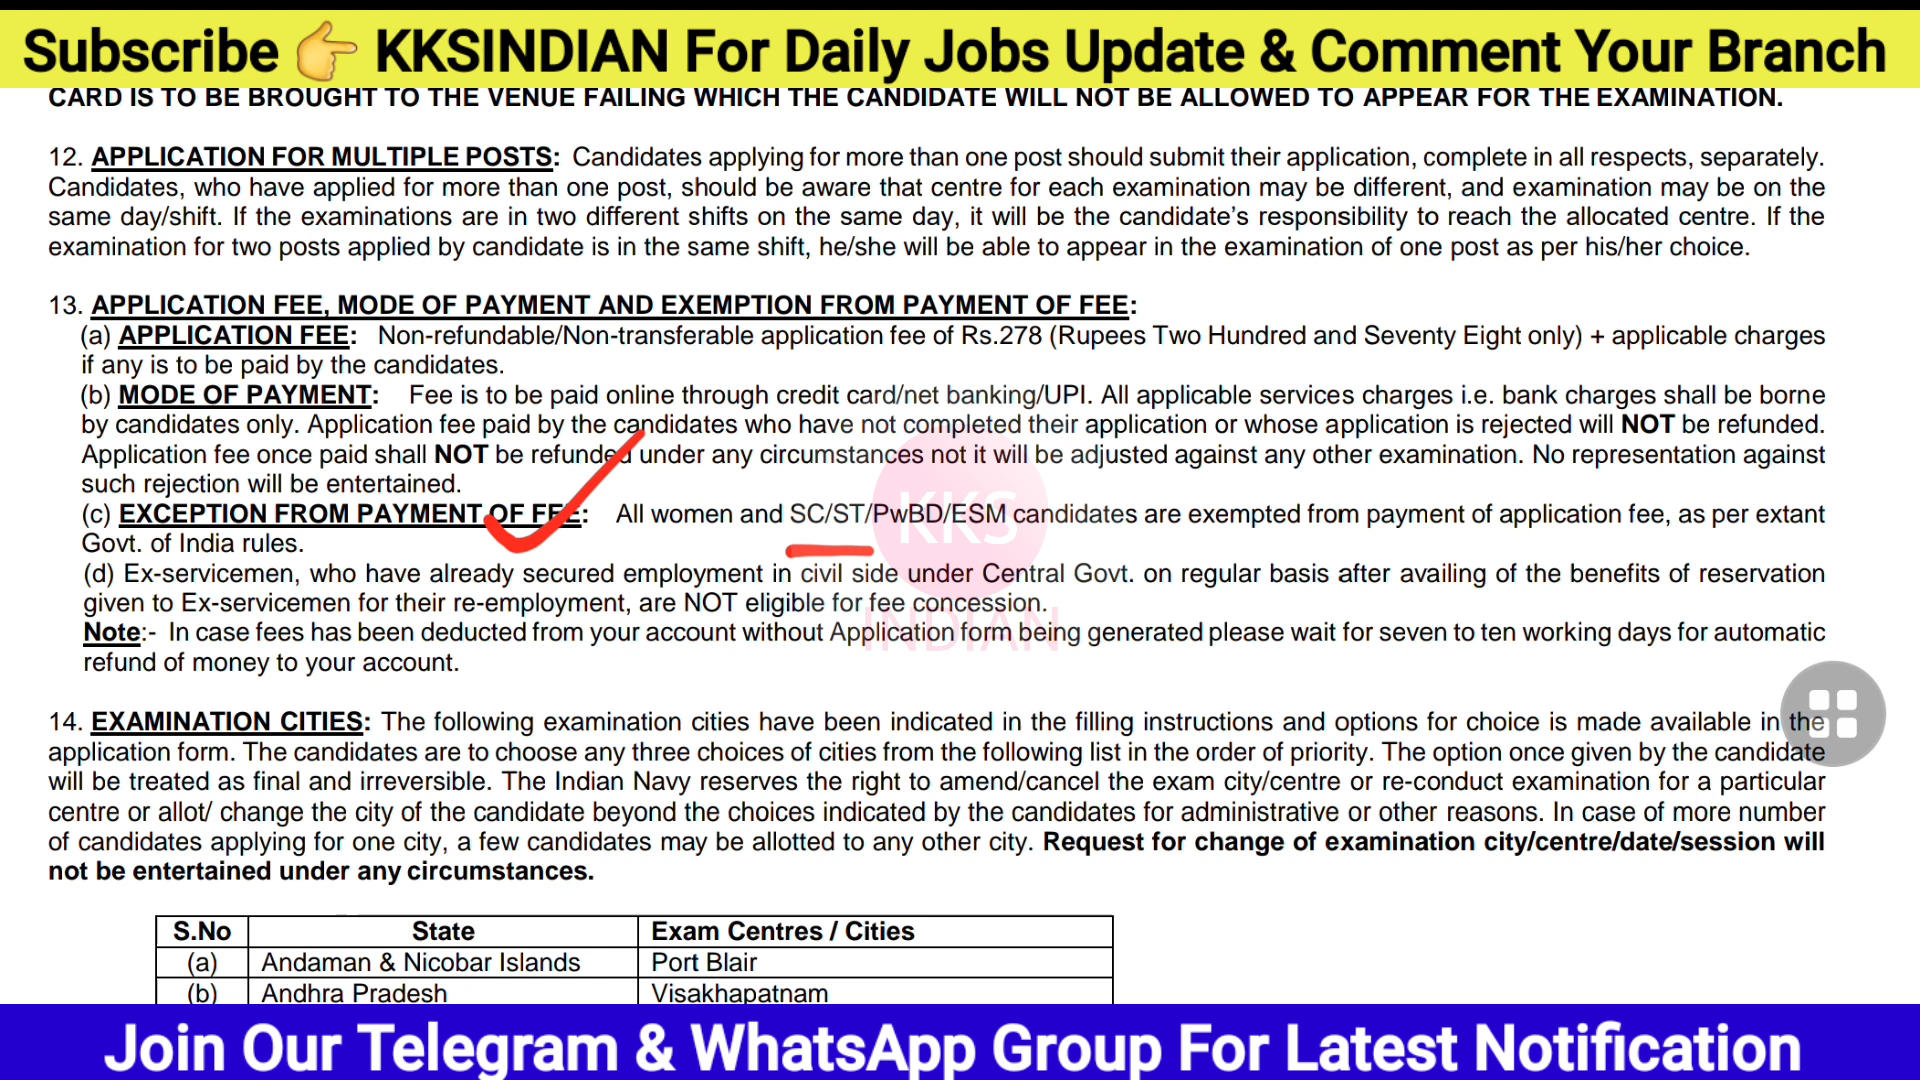 Subscribe 👉 KKSINDIAN For Daily Jobs Update & Comment Your Branch
CARD IS TO BE BROUGHT TO THE VENUE FAILING WHICH THE CANDIDATE WILL NOT BE ALLOWED TO APPEAR FOR THE EXAMINATION.
12. APPLICATION FOR MULTIPLE POSTS: Candidates applying for more than one post should submit their application, complete in all respects, separately.
Candidates, who have applied for more than one post, should be aware that centre for each examination may be different, and examination may be on the
same day/shift. If the examinations are in two different shifts on the same day, it will be the candidate's responsibility to reach the allocated centre. If the
examination for two posts applied by candidate is in the same shift, he/she will be able to appear in the examination of one post as per his/her choice.
13. APPLICATION FEE, MODE OF PAYMENT AND EXEMPTION FROM PAYMENT OF FEE:
(a) APPLICATION FEE: Non-refundable/Non-transferable application fee of Rs.278 (Rupees Two Hundred and Seventy Eight only) + applicable charges
if any is to be paid by the candidates.
(b) MODE OF PAYMENT: Fee is to be paid online through credit card/net banking/UPI. All applicable services charges i.e. bank charges shall be borne
by candidates only. Application fee paid by the candidates who have not completed their application or whose application is rejected will NOT be refunded.
Application fee once paid shall NOT be refunded under any circumstances not it will be adjusted against any other examination. No representation against
such rejection will be entertained.
(c) EXCEPTION FROM PAYMENT OF FEE: All women and SC/ST/PwBD/ESM candidates are exempted from payment of application fee, as per extant
Govt. of India rules.
(d) Ex-servicemen, who have already secured employment in civil side under Central Govt. on regular basis after availing of the benefits of reservation
given to Ex-servicemen for their re-employment, are NOT eligible for fee concession.
Note:- In case fees has been deducted from your account without Application form being generated please wait for seven to ten working days for automatic
refund of money to your account.
KKS
INDIAN
14. EXAMINATION CITIES: The following examination cities have been indicated in the filling instructions and options for choice is made available in the
application form. The candidates are to choose any three choices of cities from the following list in the order of priority. The option once given by the candidate
will be treated as final and irreversible. The Indian Navy reserves the right to amend/cancel the exam city/centre or re-conduct examination for a particular
centre or allot/ change the city of the candidate beyond the choices indicated by the candidates for administrative or other reasons. In case of more number
of candidates applying for one city, a few candidates may be allotted to any other city. Request for change of examination city/centre/date/session will
not be entertained under any circumstances.
S.No State Exam Centres / Cities
(a) Andaman & Nicobar Islands Port Blair
(b) Andhra Pradesh Visakhapatnam
Join Our Telegram & WhatsApp Group For Latest Notification